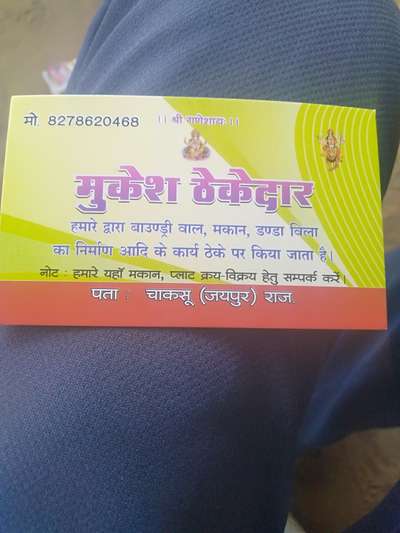 मो. 8278620468 ।। श्री गणेशायः ।।
मुकेश ठेकेदार
हमारे द्वारा बाउण्ड्री वाल, मकान, डण्डा विला
का निर्माण आदि के कार्य ठेके पर किया जाता है।
नोट : हमारे यहाँ मकान, प्लाट क्रय-विक्रय हेतु सम्पर्क करें।
पता : चाकसू (जयपुर) राज.